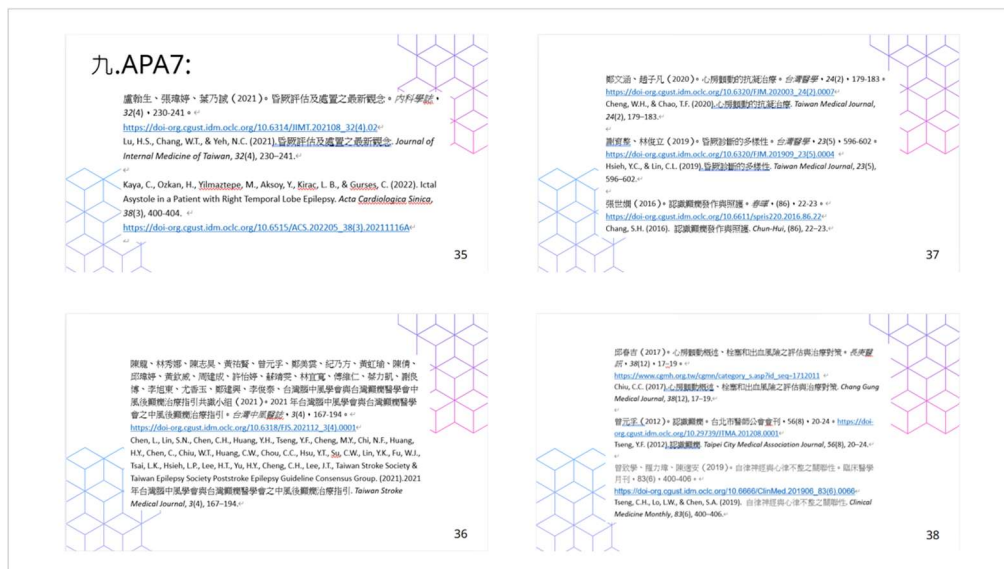 九.APA7:
盧翰生、張瑋婷、葉乃誠（2021）。昏厥評估及處置之最新觀念。內科學誌，
32(4)，230-241。
https://doi-org.cgust.idm.oclc.org/10.6314/JIMT.202108_32(4).02
Lu, H.S., Chang, W.T., & Yeh, N.C. (2021).昏厥評估及處置之最新觀念. Journal of
Internal Medicine of Taiwan, 32(4), 230–241.
Kaya, C., Ozkan, H., Yilmaztepe, M., Aksoy, Y., Kirac, L. B., & Gurses, C. (2022). Ictal
Asystole in a Patient with Right Temporal Lobe Epilepsy. Acta Cardiologica Sinica,
38(3), 400-404.
https://doi-org.cgust.idm.oclc.org/10.6515/ACS.202205_38(3).20211116A
35
陳龍、林秀娜、陳志昊、黃祐賢、曾元孚、鄭美雲、紀乃方、黃虹瑜、陳倩、
邱瑋婷、黃欽威、周建成、許怡婷、蘇靖雯、林宜寬、傅維仁、蔡力凱、謝良
博、李旭東、尤香玉、鄭建興、李俊泰、台灣腦中風學會與台灣癲癇醫學會中
風後癲癇治療指引共識小組（2021）。2021 年台灣腦中風學會與台灣癲癇醫學
會之中風後癲癇治療指引。台灣中風醫誌，3(4)，167-194。
https://doi-org.cgust.idm.oclc.org/10.6318/FJS.202112_3(4).0001
Chen, L., Lin, S.N., Chen, C.H., Huang, Y.H., Tseng, Y.F., Cheng, M.Y., Chi, N.F., Huang,
H.Y., Chen, C., Chiu, W.T., Huang, C.W., Chou, C.C., Hsu, Y.T., Su, C.W., Lin, Y.K., Fu, W.J.,
Tsai, L.K., Hsieh, L.P., Lee, H.T., Yu, H.Y., Cheng, C.H., Lee, J.T., Taiwan Stroke Society &
Taiwan Epilepsy Society Poststroke Epilepsy Guideline Consensus Group. (2021).2021
年台灣腦中風學會與台灣癲癇醫學會之中風後癲癇治療指引. Taiwan Stroke
Medical Journal, 3(4), 167–194.
36
鄭文涵、趙子凡（2020）。心房顫動的抗凝治療。台灣醫學，24(2)，179-183。
https://doi-org.cgust.idm.oclc.org/10.6320/FJM.202003_24(2).0007
Cheng, W.H., & Chao, T.F. (2020).心房顫動的抗凝治療. Taiwan Medical Journal,
24(2), 179–183.
謝宜蓁、林俊立（2019）。昏厥診斷的多樣性。台灣醫學，23(5)，596-602。
https://doi-org.cgust.idm.oclc.org/10.6320/FJM.201909_23(5).0004
Hsieh, Y.C., & Lin, C.L. (2019).昏厥診斷的多樣性. Taiwan Medical Journal, 23(5),
596–602.
張世嫻（2016）。認識癲癇發作與照護。春暉，(86)，22-23。
https://doi-org.cgust.idm.oclc.org/10.6611/spris220.2016.86.22
Chang, S.H. (2016). 認識癲癇發作與照護. Chun-Hui, (86), 22–23.
37
邱春吉（2017）。心房顫動概述、栓塞和出血風險之評估與治療對策。長庚醫
訊，38(12)，17–19。
https://www.cgmh.org.tw/cgmn/category_s.asp?id_seq=1712011
Chiu, C.C. (2017).心房顫動概述、栓塞和出血風險之評估與治療對策. Chang Gung
Medical Journal, 38(12), 17–19.
曾元孚（2012）。認識癲癇。台北市醫師公會會刊，56(8)，20-24。https://doi-
org.cgust.idm.oclc.org/10.29739/JTMA.201208.0001
Tseng, Y.F. (2012).認識癲癇. Taipei City Medical Association Journal, 56(8), 20–24.
曾致學、羅力瑋、陳適安（2019）。自律神經與心律不整之關聯性，臨床醫學
月刊，83(6)，400-406。
https://doi-org.cgust.idm.oclc.org/10.6666/ClinMed.201906_83(6).0066
Tseng, C.H., Lo, L.W., & Chen, S.A. (2019). 自律神經與心律不整之關聯性. Clinical
Medicine Monthly, 83(6), 400–406.
38